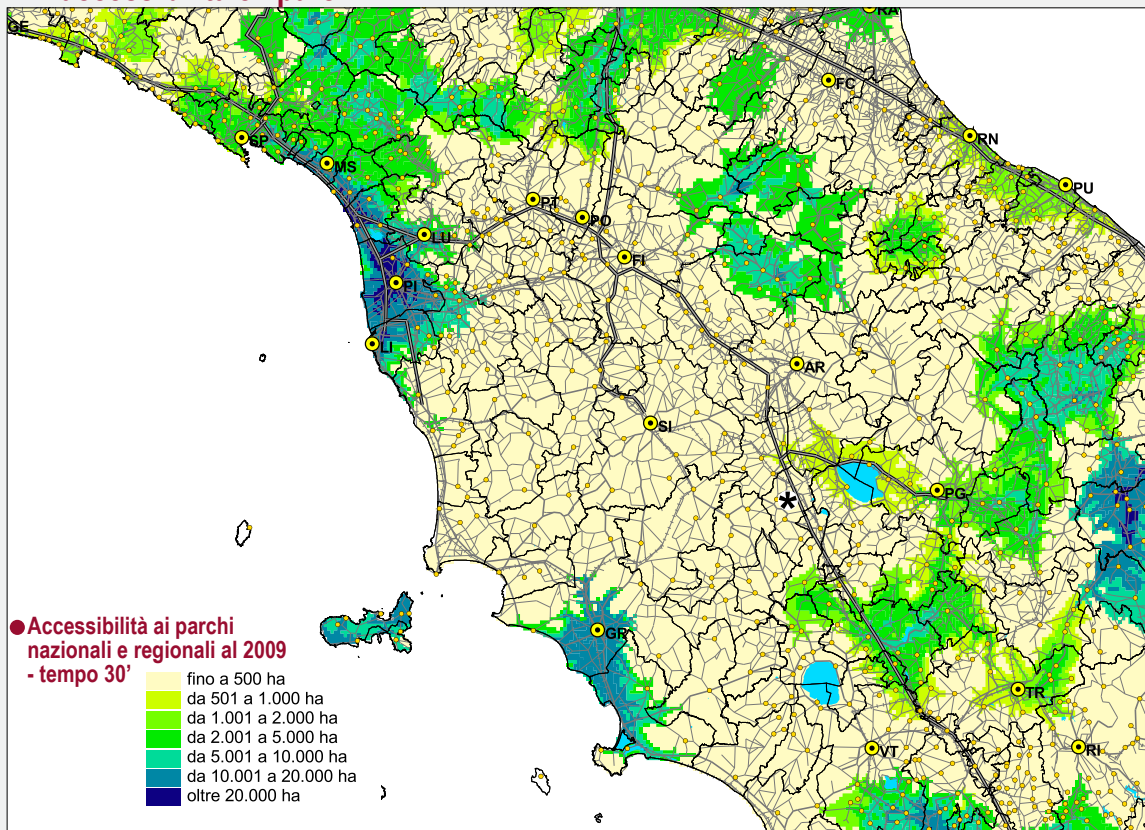 GE
RA
FC
SP
RN
MS
PU
PT
PO
LU
FI
PI
LI
AR
SI
PG
*
GR
TR
VT
RI
Accessibilità ai parchi
nazionali e regionali al 2009
- tempo 30’
fino a 500 ha
da 501 a 1.000 ha
da 1.001 a 2.000 ha
da 2.001 a 5.000 ha
da 5.001 a 10.000 ha
da 10.001 a 20.000 ha
oltre 20.000 ha